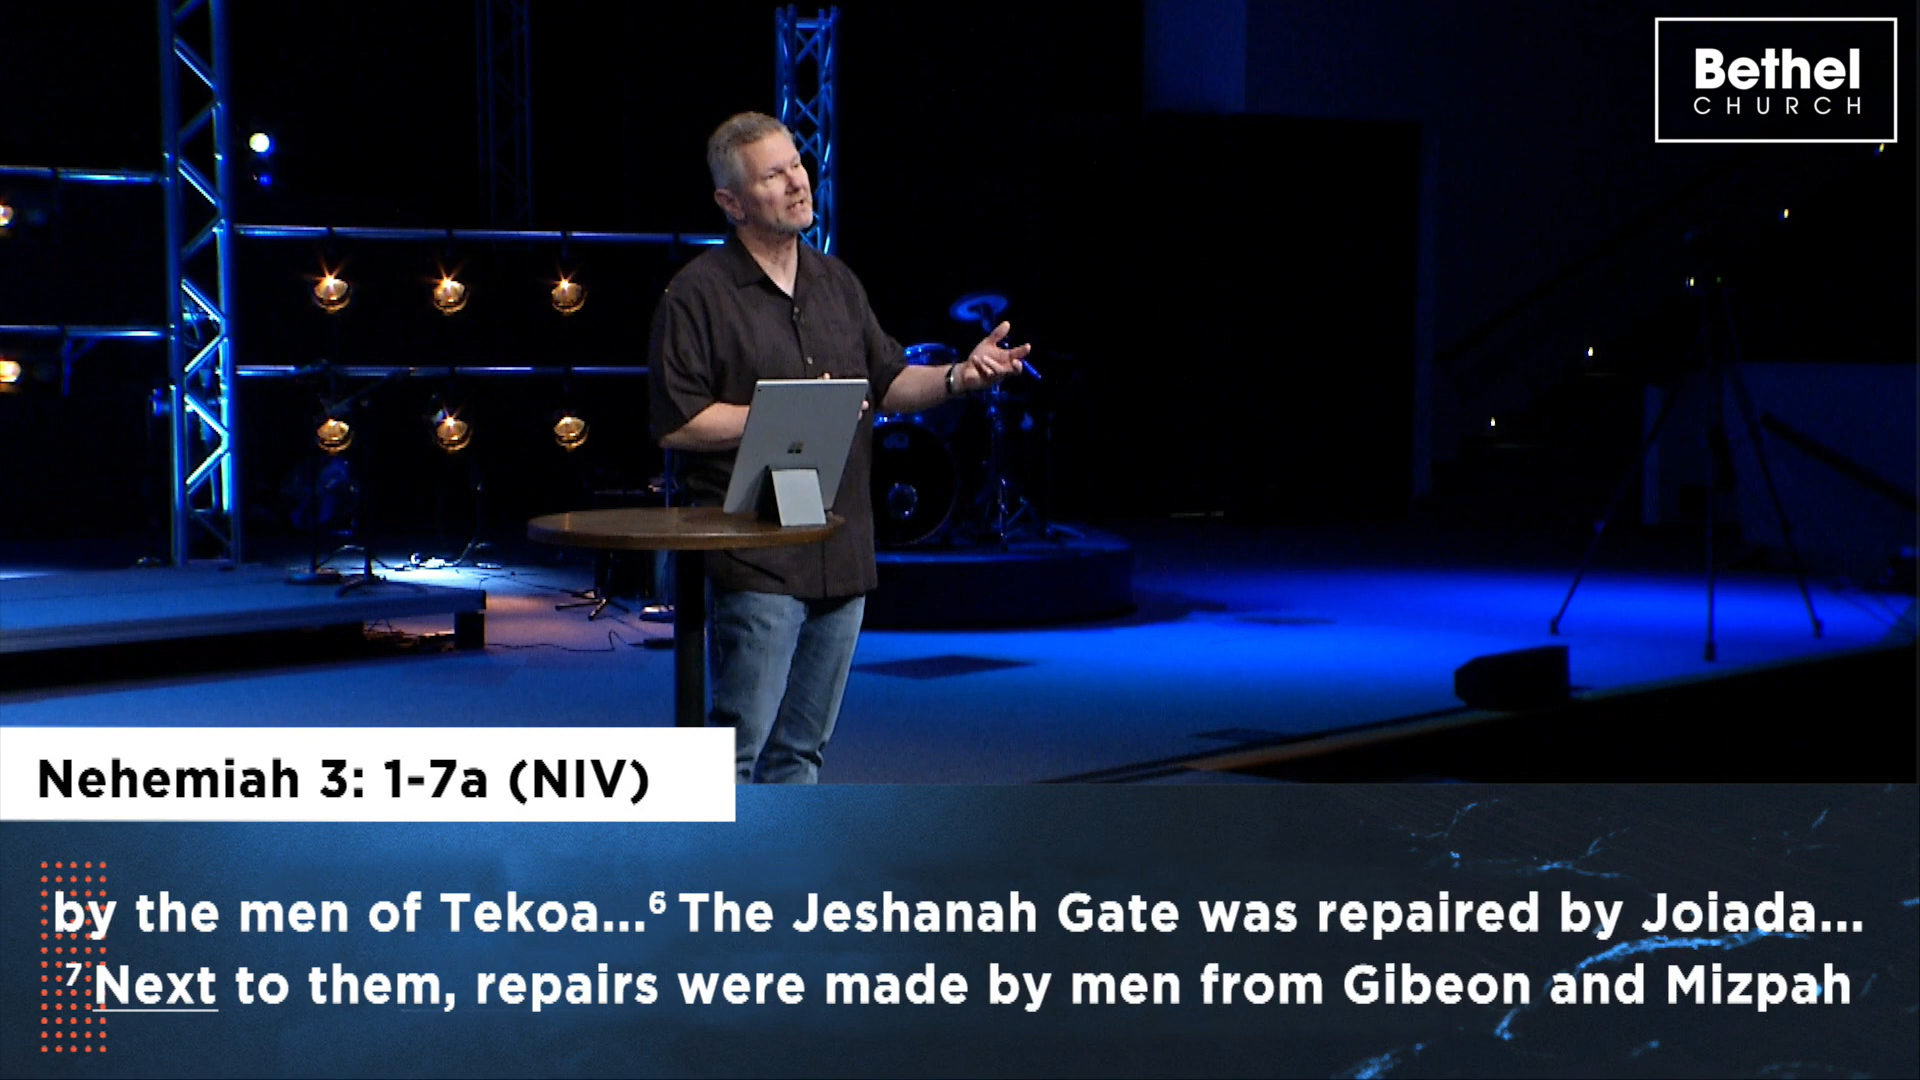 Bethel
CHURCH
Nehemiah 3: 1-7a (NIV)
by the men of Tekoa...⁶ The Jeshanah Gate was repaired by Joiada...
⁷ Next to them, repairs were made by men from Gibeon and Mizpah